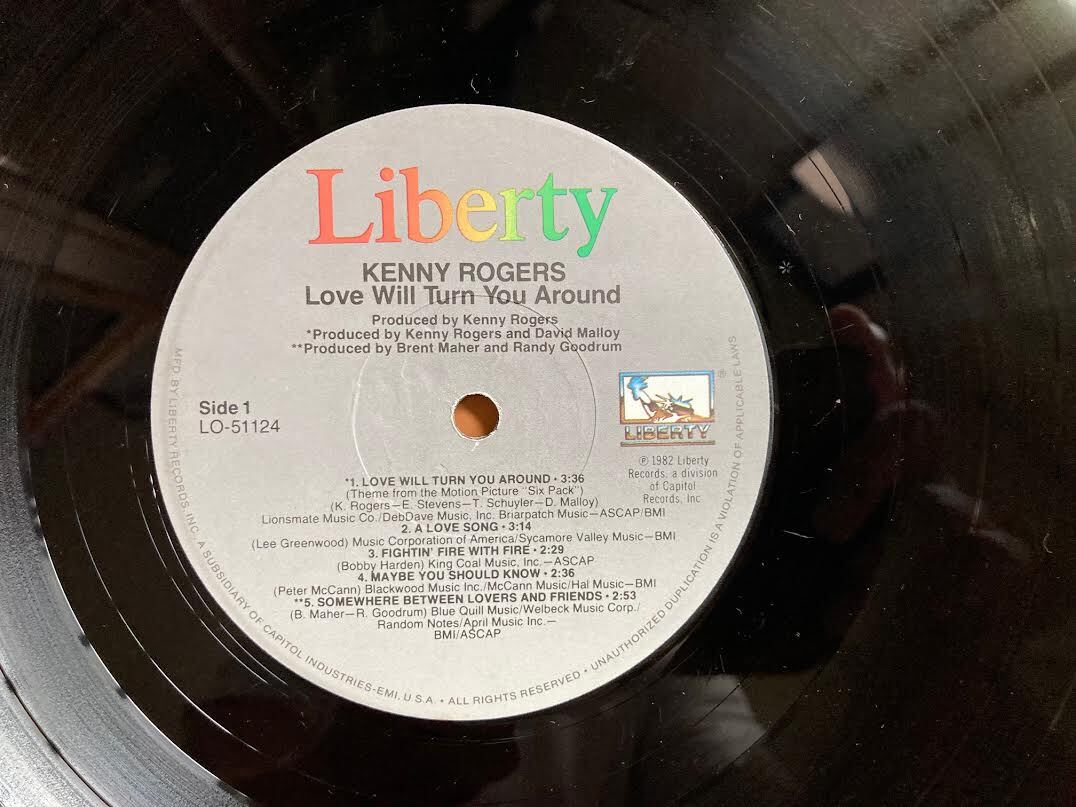 Liberty
KENNY ROGERS
Love Will Turn You Around
Produced by Kenny Rogers
*Produced by Kenny Rogers and David Malloy
**Produced by Brent Maher and Randy Goodrum
Side 1
LO-51124
®
LIBERTY
℗ 1982 Liberty
Records, a division
of Capitol
Records, Inc
*1. LOVE WILL TURN YOU AROUND • 3:36
(Theme from the Motion Picture "Six Pack")
(K. Rogers—E. Stevens—T. Schuyler—D. Malloy)
Lionsmate Music Co./DebDave Music, Inc. Briarpatch Music—ASCAP/BMI
2. A LOVE SONG • 3:14
(Lee Greenwood) Music Corporation of America/Sycamore Valley Music—BMI
3. FIGHTIN' FIRE WITH FIRE • 2:29
(Bobby Harden) King Coal Music, Inc.—ASCAP
4. MAYBE YOU SHOULD KNOW • 2:36
(Peter McCann) Blackwood Music Inc./McCann Music/Hal Music—BMI
**5. SOMEWHERE BETWEEN LOVERS AND FRIENDS • 2:53
(B. Maher—R. Goodrum) Blue Quill Music/Welbeck Music Corp./
Random Notes/April Music Inc.—
BMI/ASCAP
MFD. BY LIBERTY RECORDS, INC. A SUBSIDIARY OF CAPITOL INDUSTRIES-EMI, U.S.A. • ALL RIGHTS RESERVED • UNAUTHORIZED DUPLICATION IS A VIOLATION OF APPLICABLE LAWS